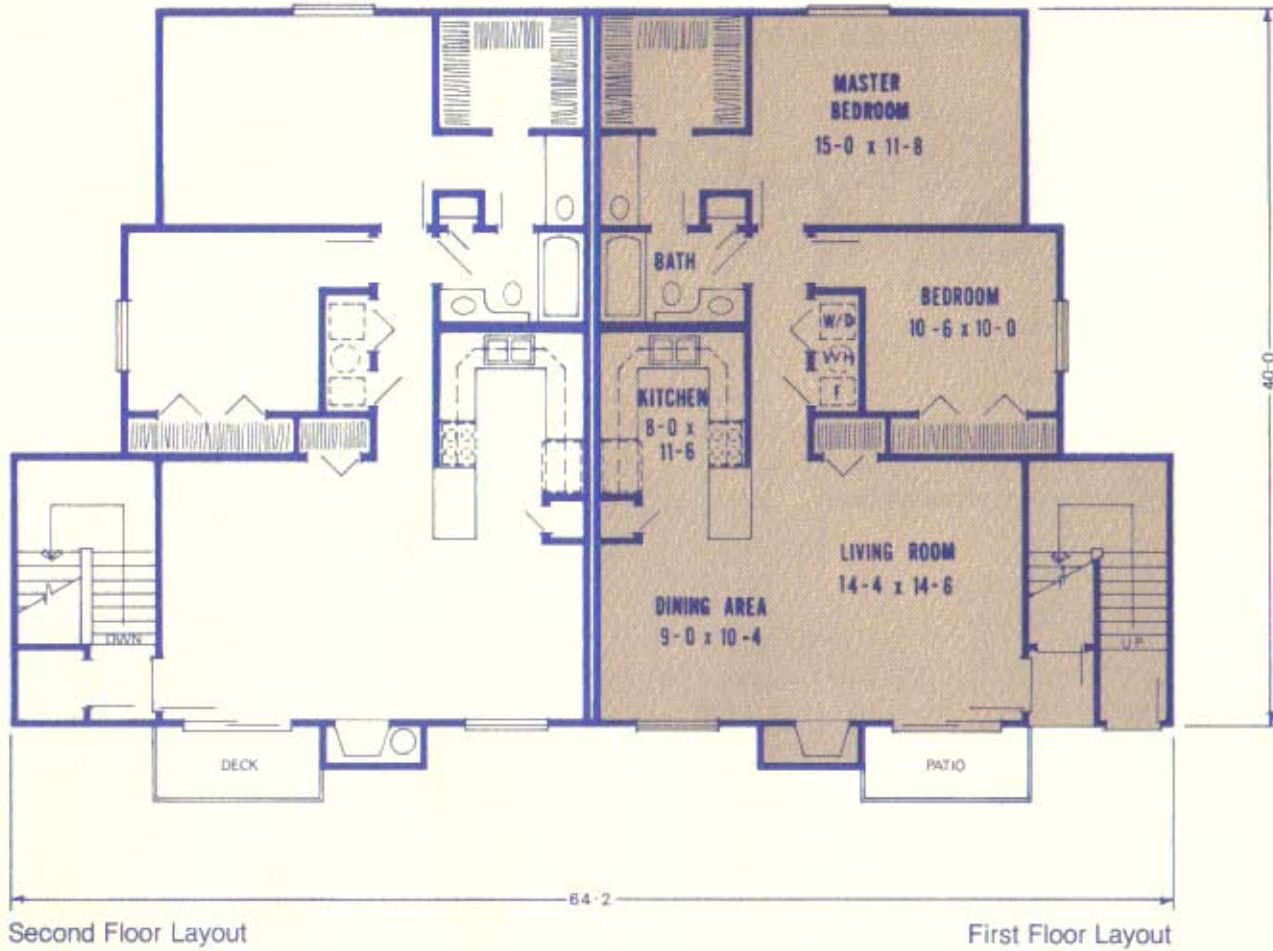 MASTER
BEDROOM
15-0 x 11-8
BATH
BEDROOM
10-6 x 10-0
W/D
WH
F
KITCHEN
8-0 x
11-6
LIVING ROOM
14-4 x 14-6
DINING AREA
9-0 x 10-4
DWN
UP
DECK
PATIO
40-0
64-2
Second Floor Layout
First Floor Layout